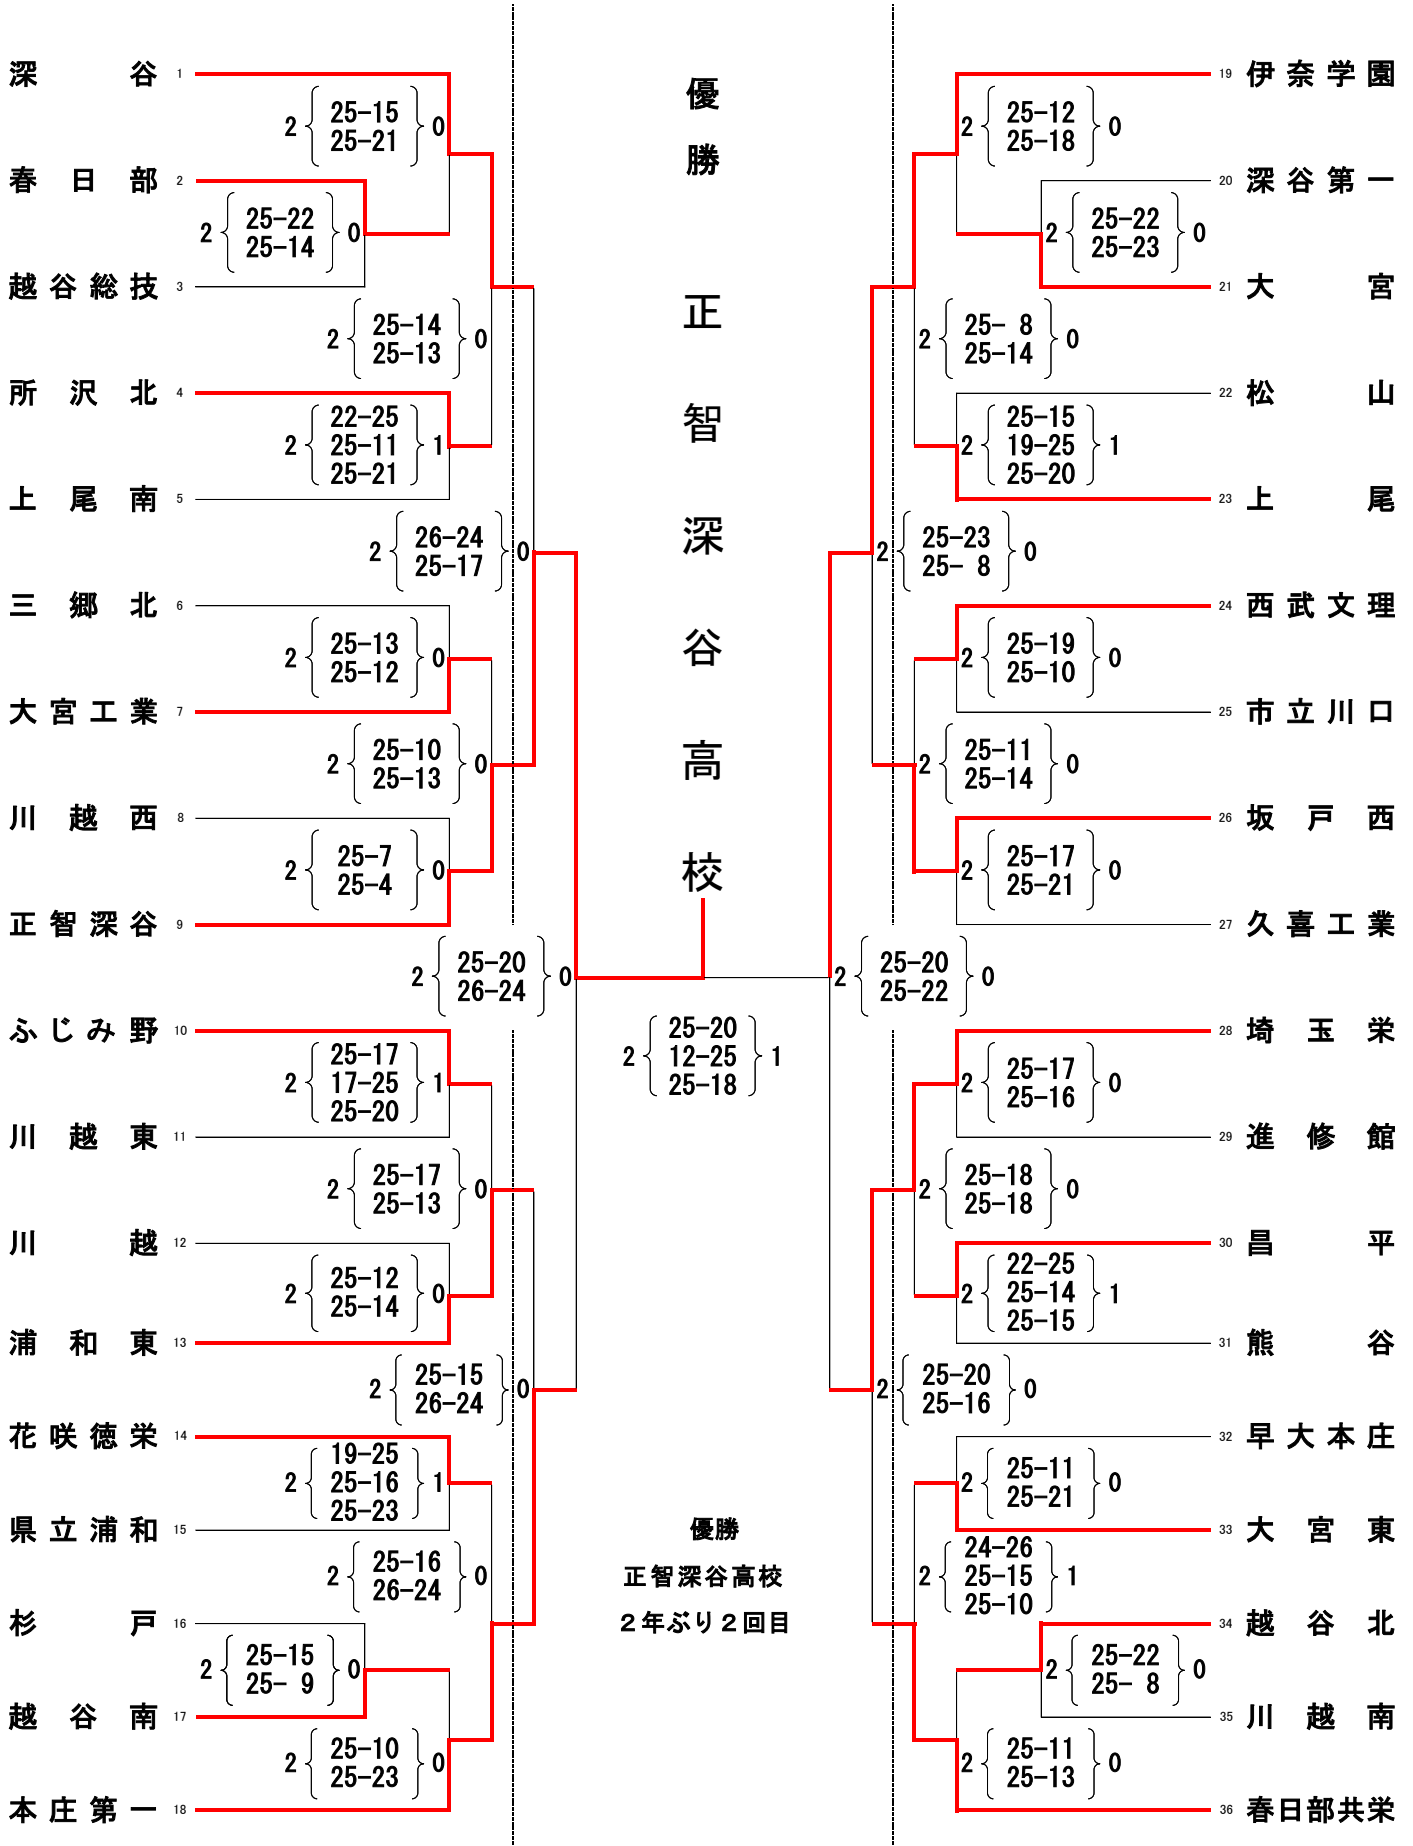 深谷 1
2 25-15 0
25-21
春日部 2
2 25-22 0
25-14
越谷総技 3
2 25-14 0
25-13
所沢北 4
2 22-25 1
25-11
25-21
上尾南 5
2 26-24 0
25-17
三郷北 6
2 25-13 0
25-12
大宮工業 7
2 25-10 0
25-13
川越西 8
2 25-7 0
25-4
正智深谷 9
2 25-20 0
26-24
ふじみ野 10
2 25-17 1
17-25
25-20
川越東 11
2 25-17 0
25-13
川越 12
2 25-12 0
25-14
浦和東 13
2 25-15 0
26-24
花咲徳栄 14
2 19-25 1
25-16
25-23
県立浦和 15
2 25-16 0
26-24
杉戸 16
2 25-15 0
25- 9
越谷南 17
2 25-10 0
25-23
本庄第一 18
優勝
正智深谷高校
2 25-20 1
12-25
25-18
優勝
正智深谷高校
２年ぶり２回目
19 伊奈学園
2 25-12 0
25-18
20 深谷第一
2 25-22 0
25-23
21 大宮
2 25- 8 0
25-14
22 松山
2 25-15 1
19-25
25-20
23 上尾
2 25-23 0
25- 8
24 西武文理
2 25-19 0
25-10
25 市立川口
2 25-11 0
25-14
26 坂戸西
2 25-17 0
25-21
27 久喜工業
2 25-20 0
25-22
28 埼玉栄
2 25-17 0
25-16
29 進修館
2 25-18 0
25-18
30 昌平
2 22-25 1
25-14
25-15
31 熊谷
2 25-20 0
25-16
32 早大本庄
2 25-11 0
25-21
33 大宮東
2 24-26 1
25-15
25-10
34 越谷北
2 25-22 0
25- 8
35 川越南
2 25-11 0
25-13
36 春日部共栄